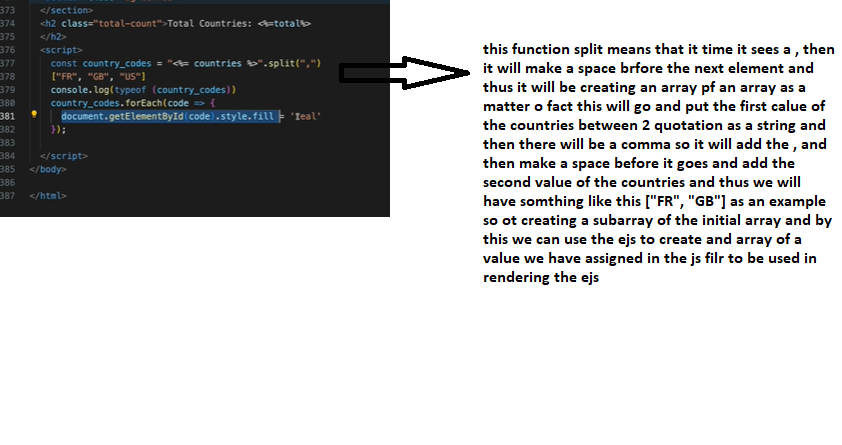 373 </section>
374 <h2 class="total-count">Total Countries: <%=total%>
375 </h2>
376 <script>
377 const country_codes = "<%= countries %>".split(",")
378 ["FR", "GB", "US"]
379 console.log(typeof (country_codes))
380 country_codes.forEach(code => {
381 document.getElementById(code).style.fill = 'teal'
382 });
383
384 </script>
385 </body>
386
387 </html>
this function split means that it time it sees a , then
it will make a space brfore the next element and
thus it will be creating an array pf an array as a
matter o fact this will go and put the first calue of
the countries between 2 quotation as a string and
then there will be a comma so it will add the , and
then make a space before it goes and add the
second value of the countries and thus we will
have somthing like this ["FR", "GB"] as an example
so ot creating a subarray of the initial array and by
this we can use the ejs to create and array of a
value we have assigned in the js filr to be used in
rendering the ejs